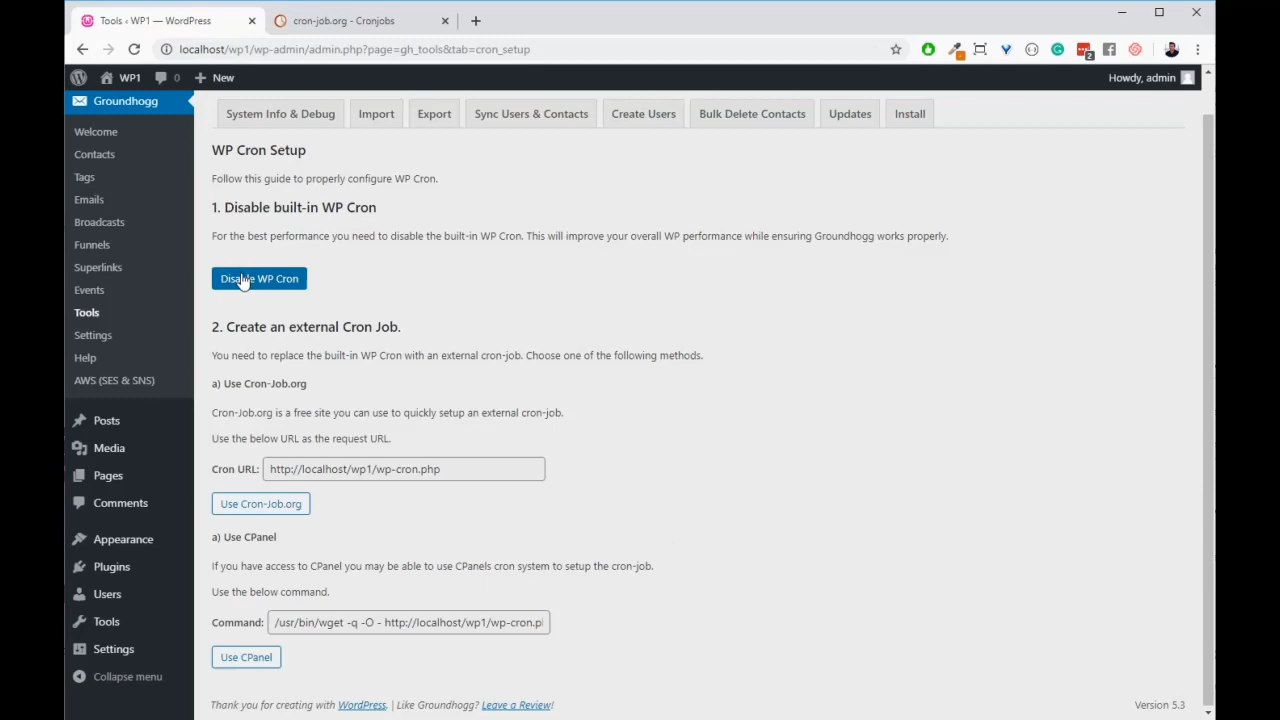 Tools ‹ WP1 — WordPress
cron-job.org - Cronjobs
localhost/wp1/wp-admin/admin.php?page=gh_tools&tab=cron_setup
2
WP1
0
New
Howdy, admin
Groundhogg
Welcome
Contacts
Tags
Emails
Broadcasts
Funnels
Superlinks
Events
Tools
Settings
Help
AWS (SES & SNS)
Posts
Media
Pages
Comments
Appearance
Plugins
Users
Tools
Settings
Collapse menu
System Info & Debug
Import
Export
Sync Users & Contacts
Create Users
Bulk Delete Contacts
Updates
Install
WP Cron Setup
Follow this guide to properly configure WP Cron.
1. Disable built-in WP Cron
For the best performance you need to disable the built-in WP Cron. This will improve your overall WP performance while ensuring Groundhogg works properly.
Disable WP Cron
2. Create an external Cron Job.
You need to replace the built-in WP Cron with an external cron-job. Choose one of the following methods.
a) Use Cron-Job.org
Cron-Job.org is a free site you can use to quickly setup an external cron-job.
Use the below URL as the request URL.
Cron URL: http://localhost/wp1/wp-cron.php
Use Cron-Job.org
a) Use CPanel
If you have access to CPanel you may be able to use CPanels cron system to setup the cron-job.
Use the below command.
Command: /usr/bin/wget -q -O - http://localhost/wp1/wp-cron.p
Use CPanel
Thank you for creating with WordPress. | Like Groundhogg? Leave a Review!
Version 5.3